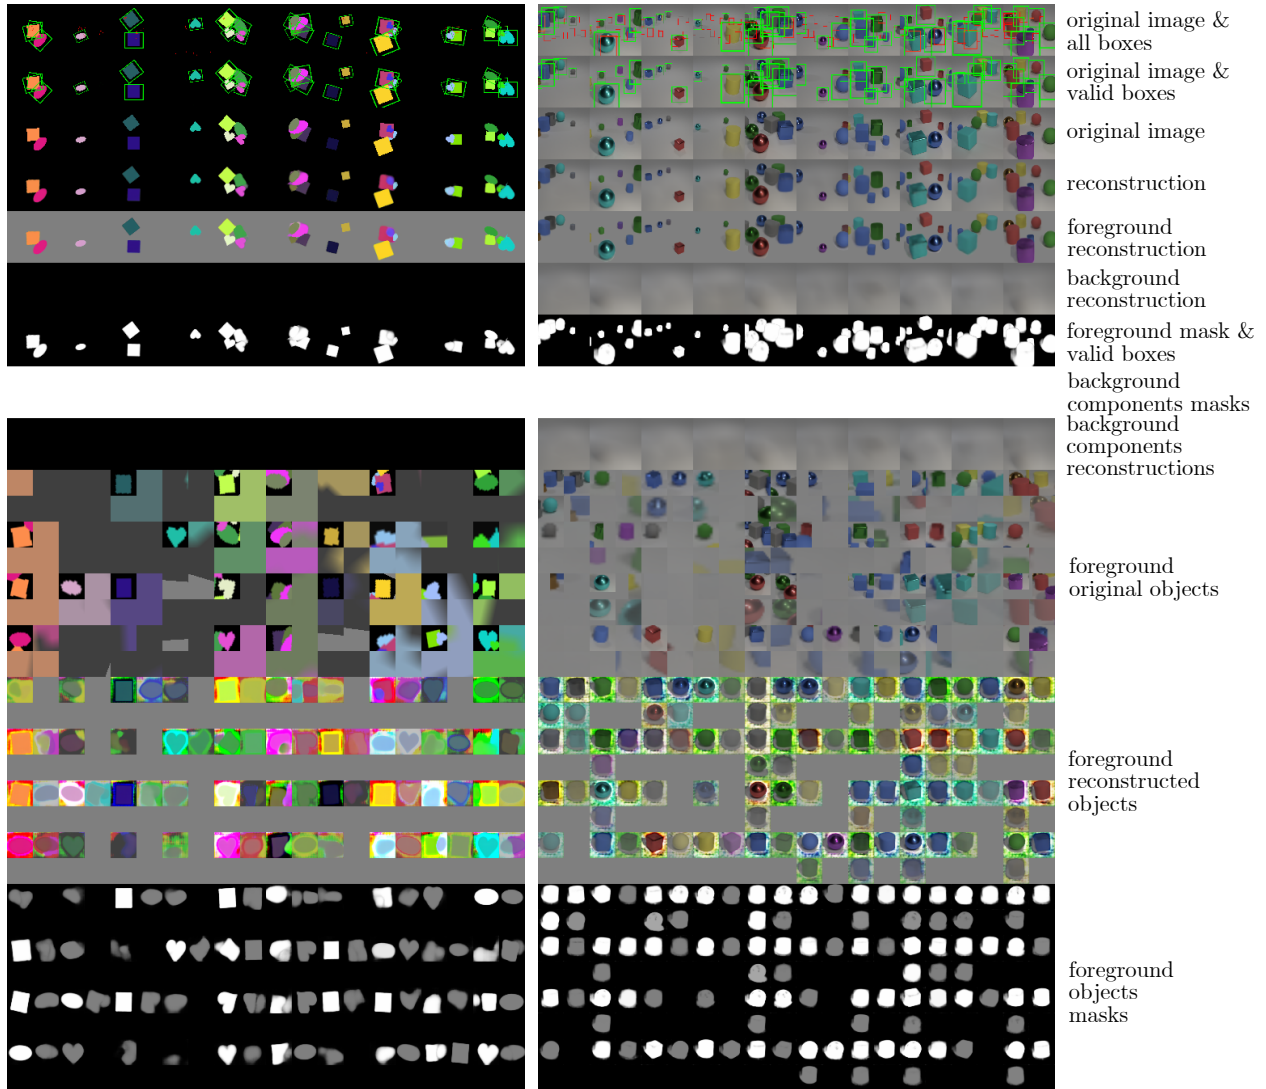 original image &
all boxes
original image &
valid boxes
original image
reconstruction
foreground
reconstruction
background
reconstruction
foreground mask &
valid boxes
background
components masks
background
components
reconstructions
foreground
original objects
foreground
reconstructed
objects
foreground
objects
masks